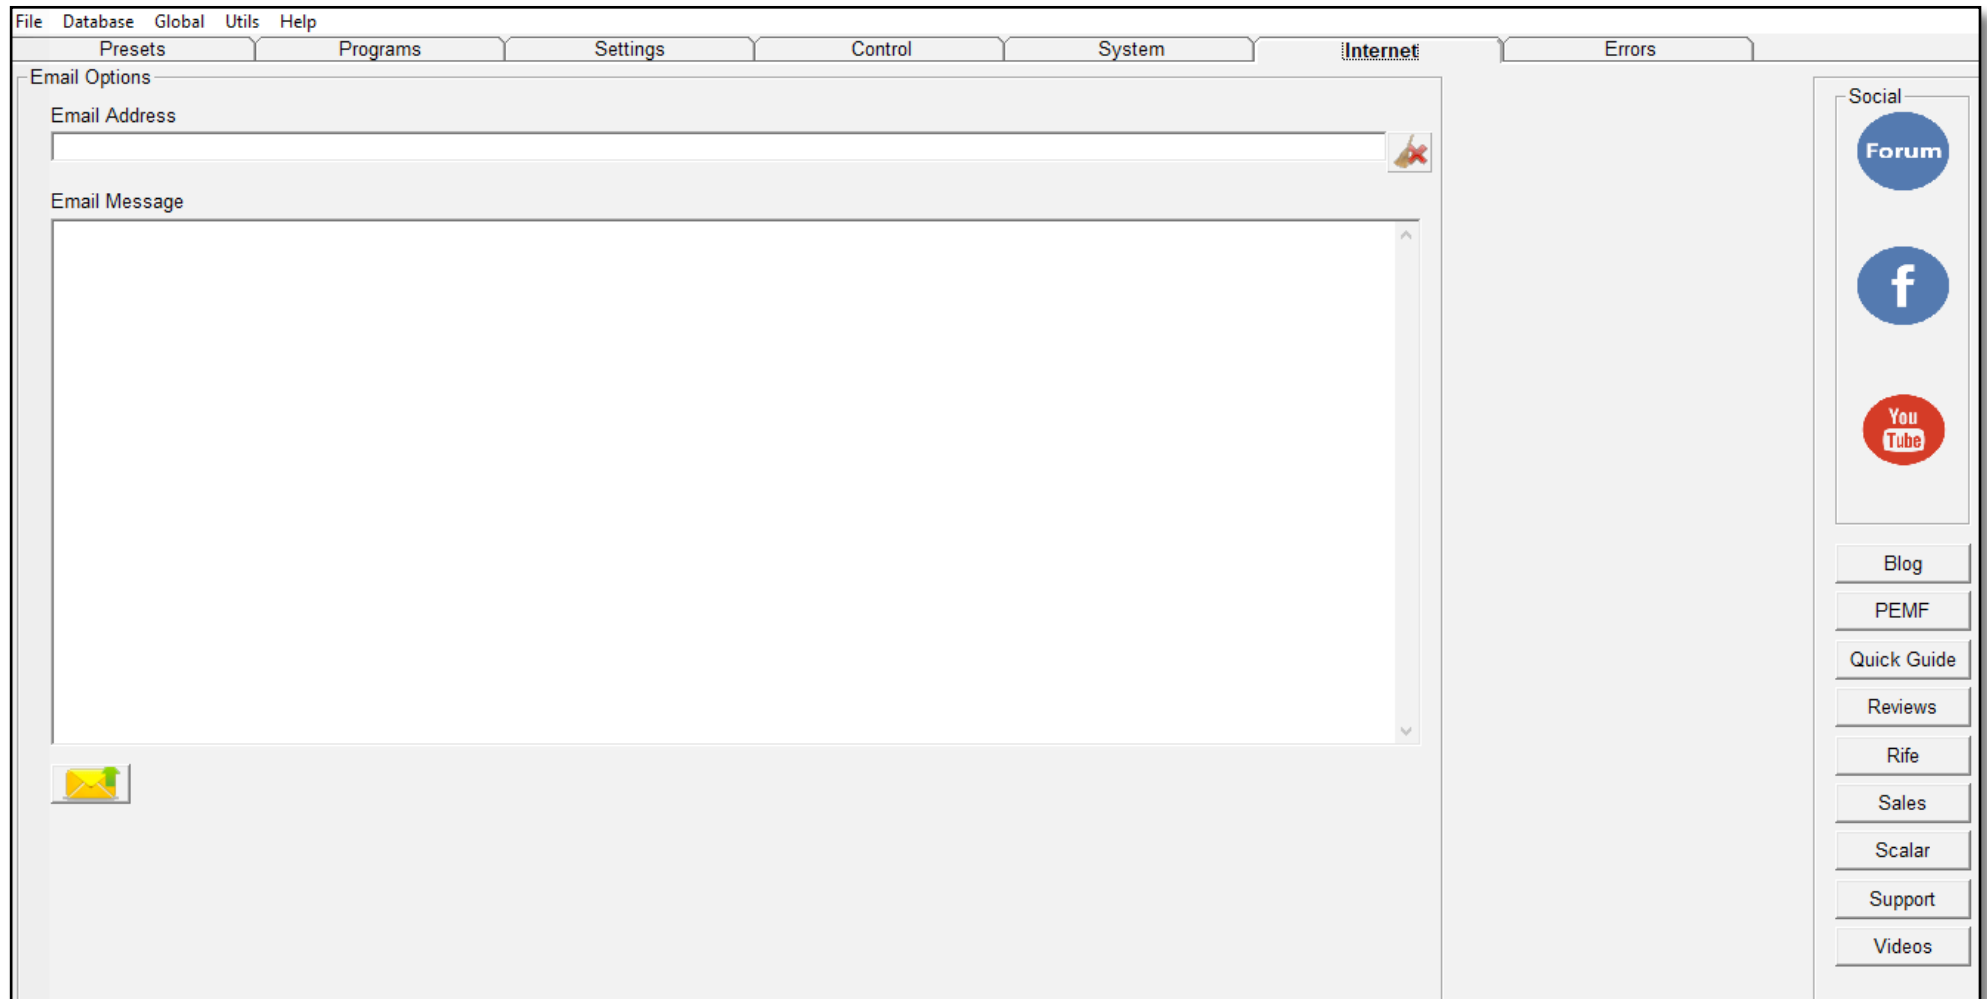 File Database Global Utils Help
Presets Programs Settings Control System Internet Errors
Email Options
Email Address
Email Message
Social
Forum
f
You
Tube
Blog
PEMF
Quick Guide
Reviews
Rife
Sales
Scalar
Support
Videos